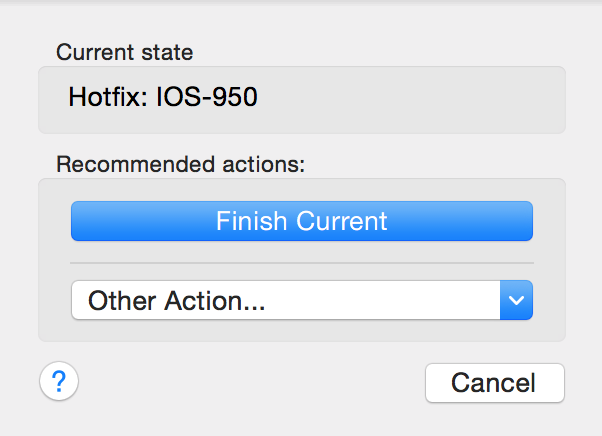 Current state
Hotfix: IOS-950
Recommended actions:
Finish Current
Other Action...
?
Cancel